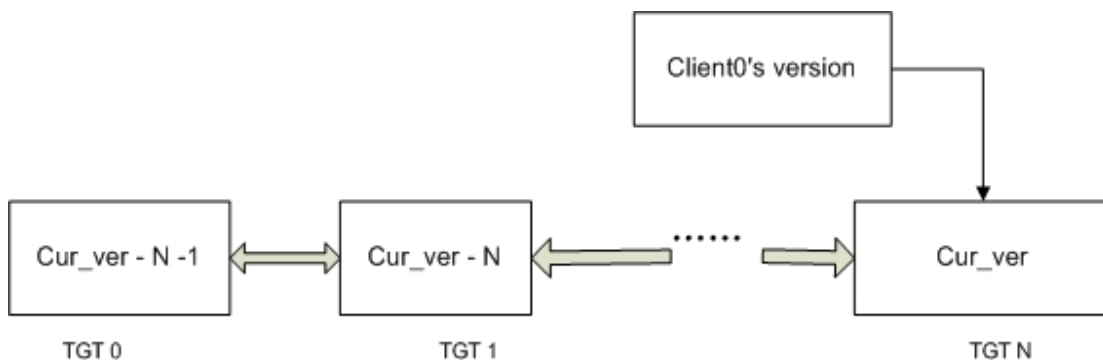 Client0's version
Cur_ver - N -1
Cur_ver - N
......
Cur_ver
TGT 0
TGT 1
TGT N